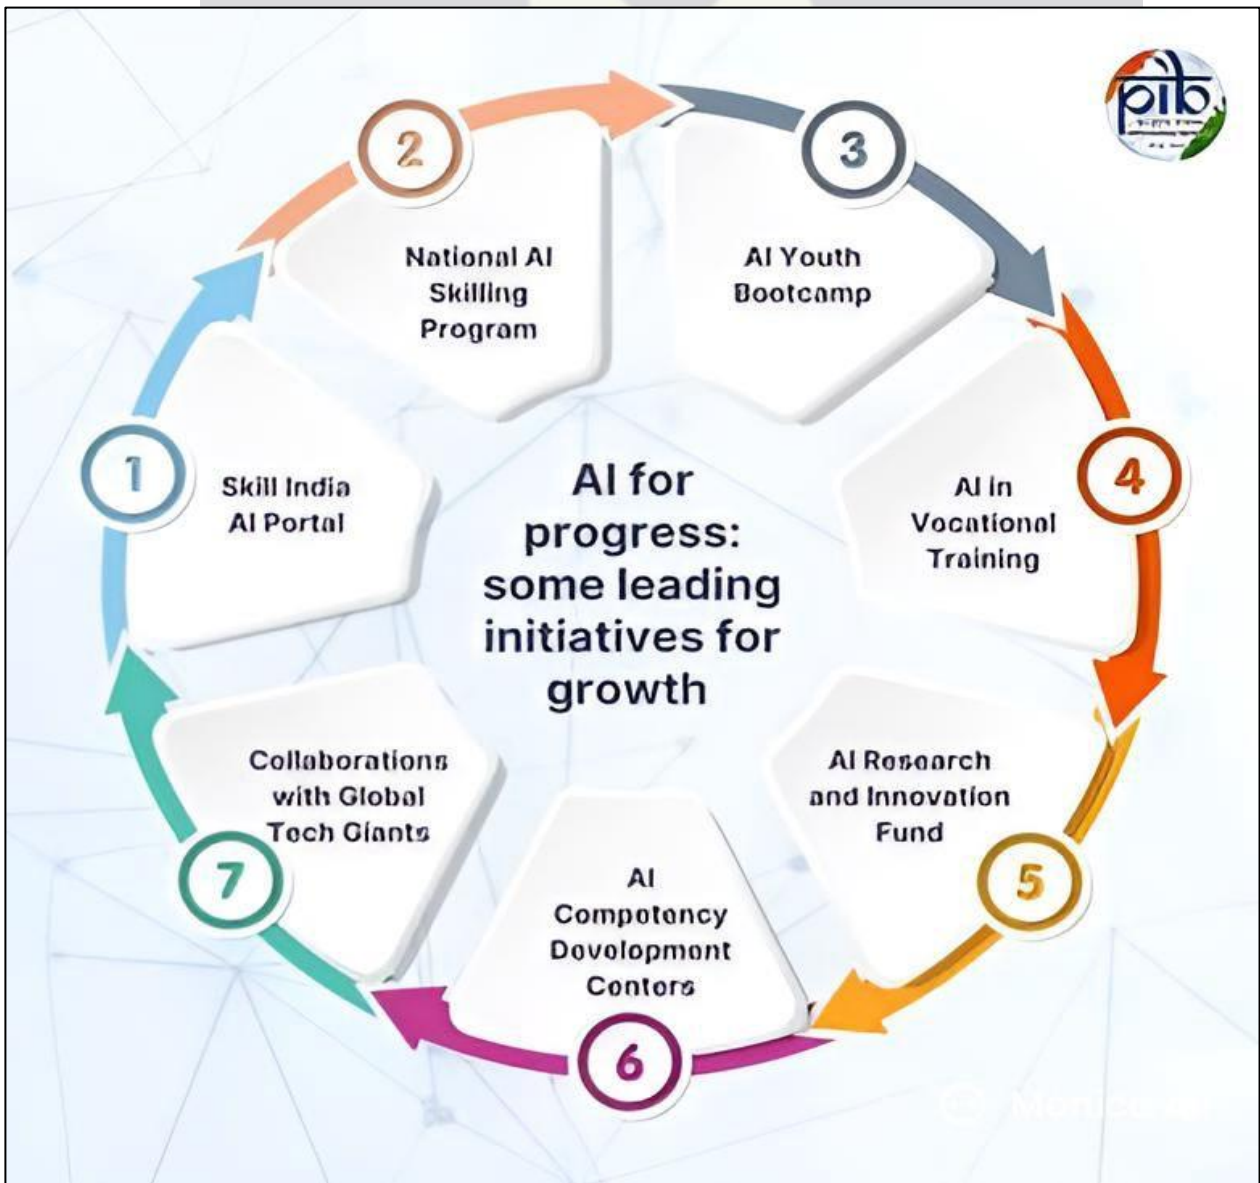 pib
2
3
National AI
Skilling
Program
AI Youth
Bootcamp
1
Skill India
AI Portal
AI for
progress:
some leading
initiatives for
growth
AI in
Vocational
Training
4
Collaborations
with Global
Tech Giants
7
AI Research
and Innovation
Fund
5
AI
Competency
Development
Centers
6